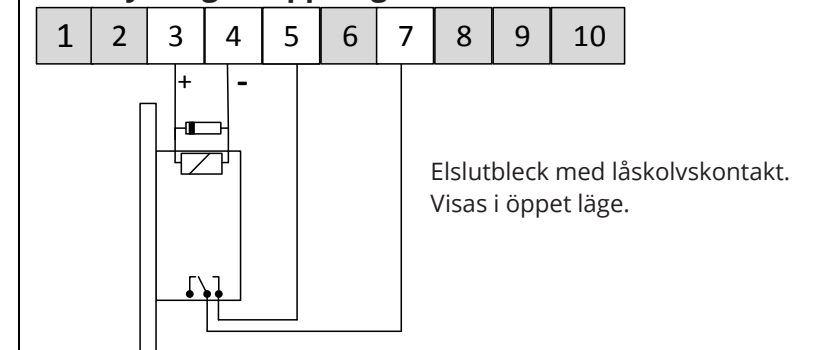 1 2 3 4 5 6 7 8 9 10
+ -
Elslutbleck med låskolvskontakt.
Visas i öppet läge.